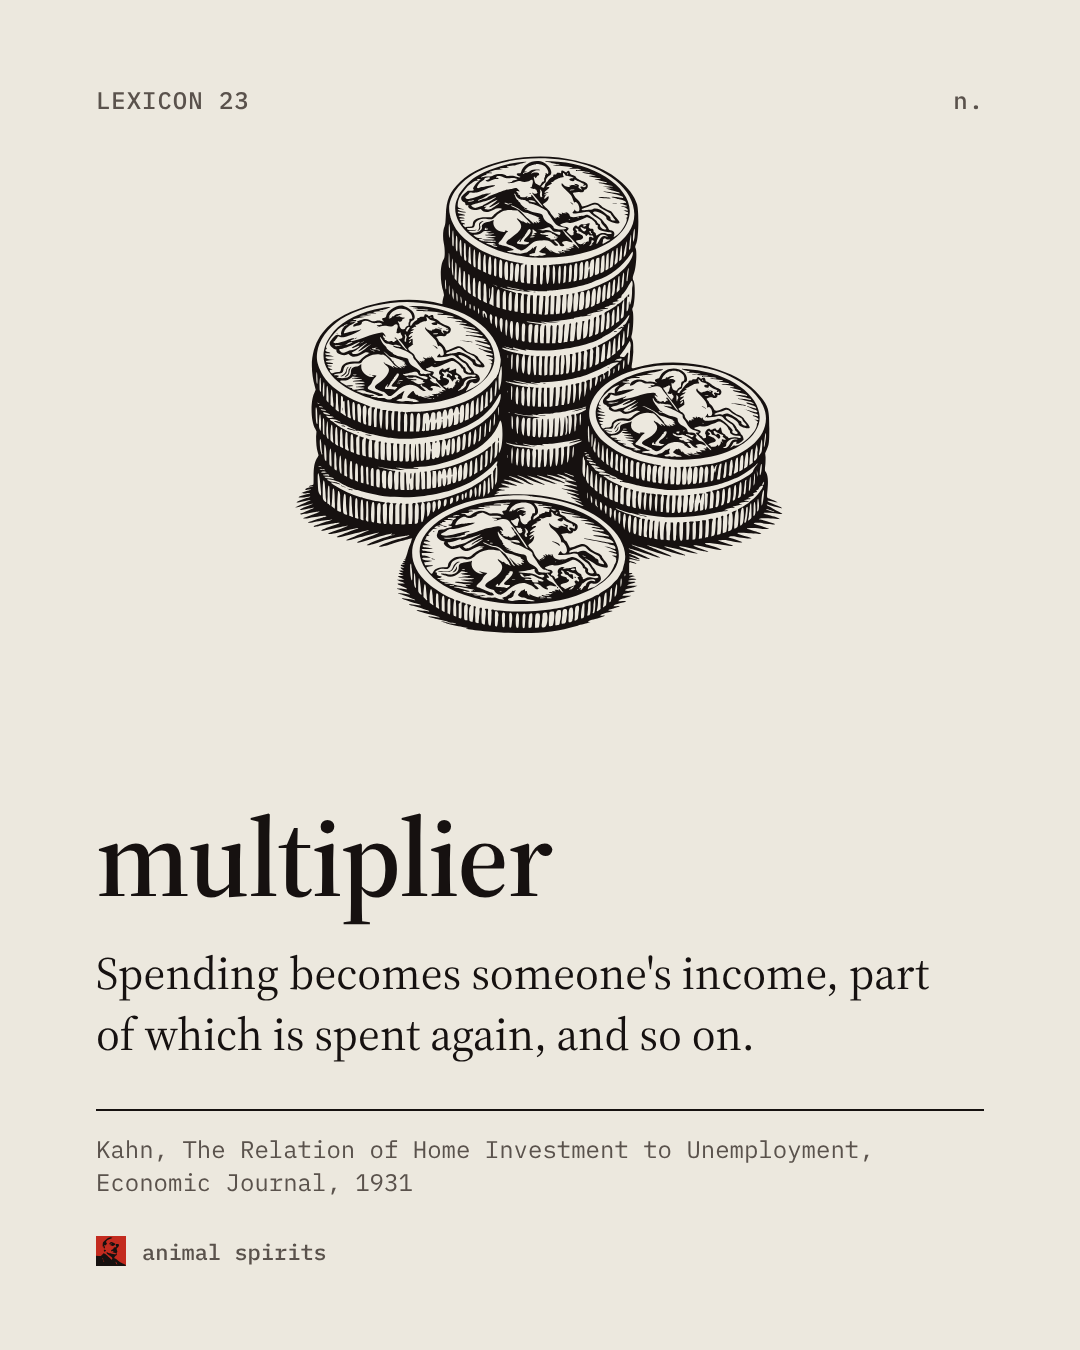 LEXICON 23
n.
multiplier
Spending becomes someone's income, part
of which is spent again, and so on.
Kahn, The Relation of Home Investment to Unemployment,
Economic Journal, 1931
animal spirits